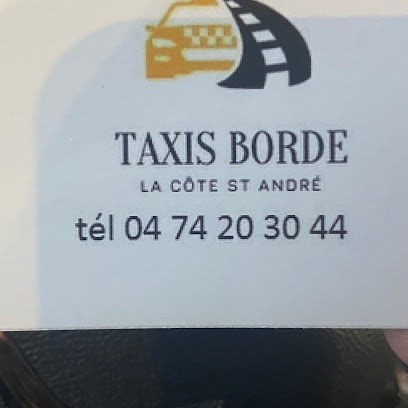 TAXIS BORDE
LA CÔTE ST ANDRÉ
tél 04 74 20 30 44